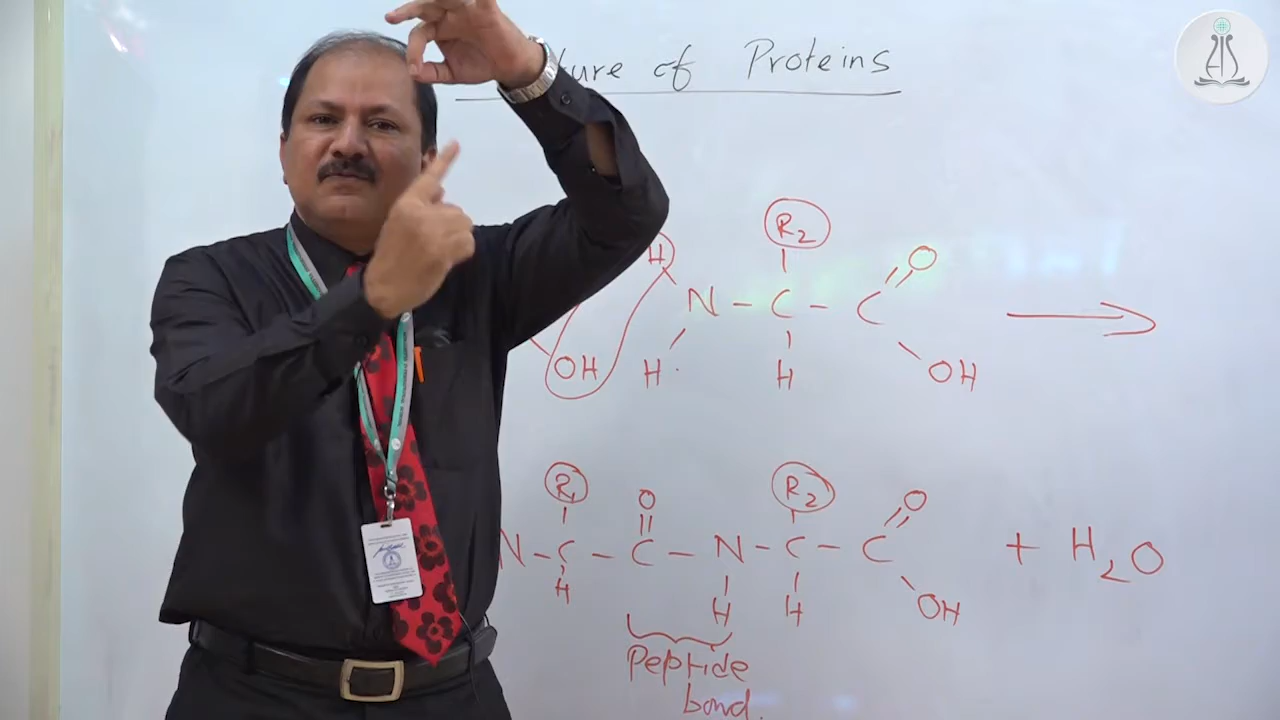 ture of Proteins
R2
H
N - C - C O
OH H H OH
R1 O R2 O
N - C - C - N - C - C + H2O
H H H OH
Peptide
bond.